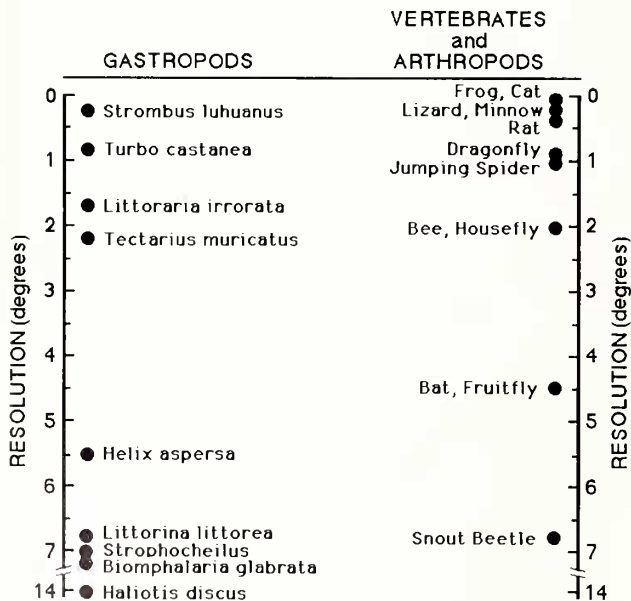 GASTROPODS
VERTEBRATES
and
ARTHROPODS
RESOLUTION (degrees)
0
1
2
3
4
5
6
7
14
Strombus luhuanus
Turbo castanea
Littoraria irrorata
Tectarius muricatus
Helix aspersa
Littorina littorea
Strophocheilus
Biomphalaria glabrata
Haliotis discus
Frog, Cat
Lizard, Minnow
Rat
Dragonfly
Jumping Spider
Bee, Housefly
Bat, Fruitfly
Snout Beetle
0
1
2
3
4
5
6
7
14
RESOLUTION (degrees)